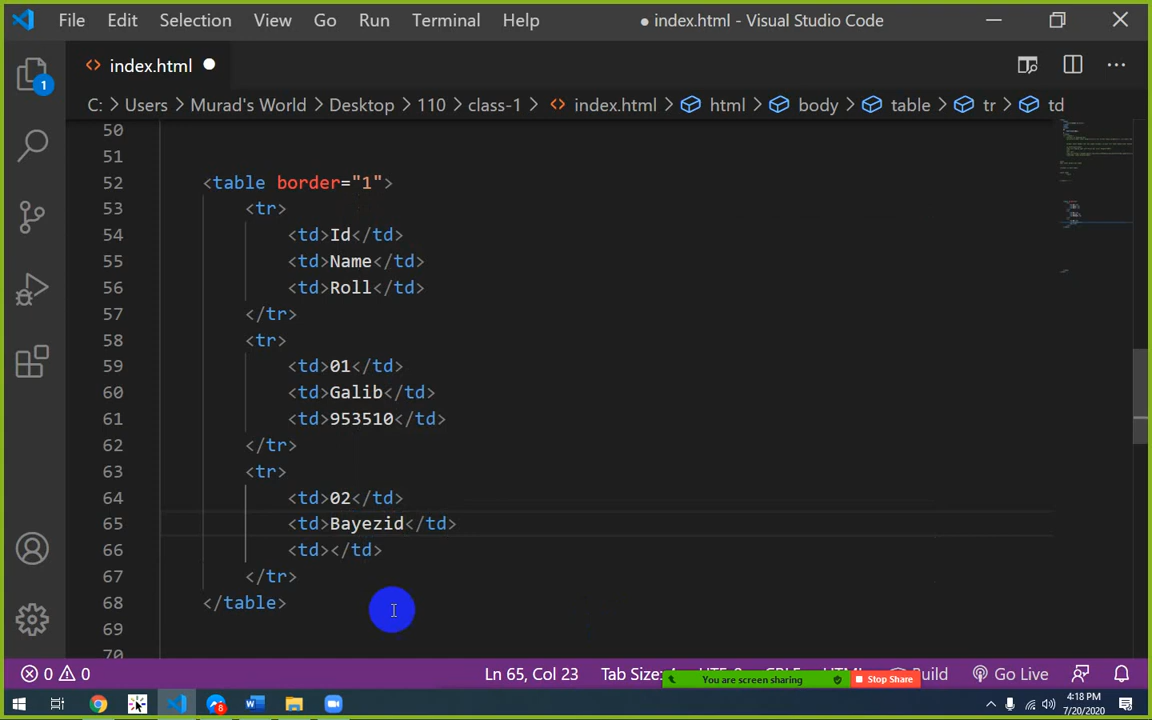 File Edit Selection View Go Run Terminal Help ● index.html - Visual Studio Code
index.html
C: > Users > Murad's World > Desktop > 110 > class-1 > index.html > html > body > table > tr > td
1
50
51
52 <table border="1">
53 <tr>
54 <td>Id</td>
55 <td>Name</td>
56 <td>Roll</td>
57 </tr>
58 <tr>
59 <td>01</td>
60 <td>Galib</td>
61 <td>953510</td>
62 </tr>
63 <tr>
64 <td>02</td>
65 <td>Bayezid</td>
66 <td></td>
67 </tr>
68 </table>
69
70
0 0 Ln 65, Col 23 Tab Size: Go Live
You are screen sharing Stop Share
8 4:18 PM
7/20/2020